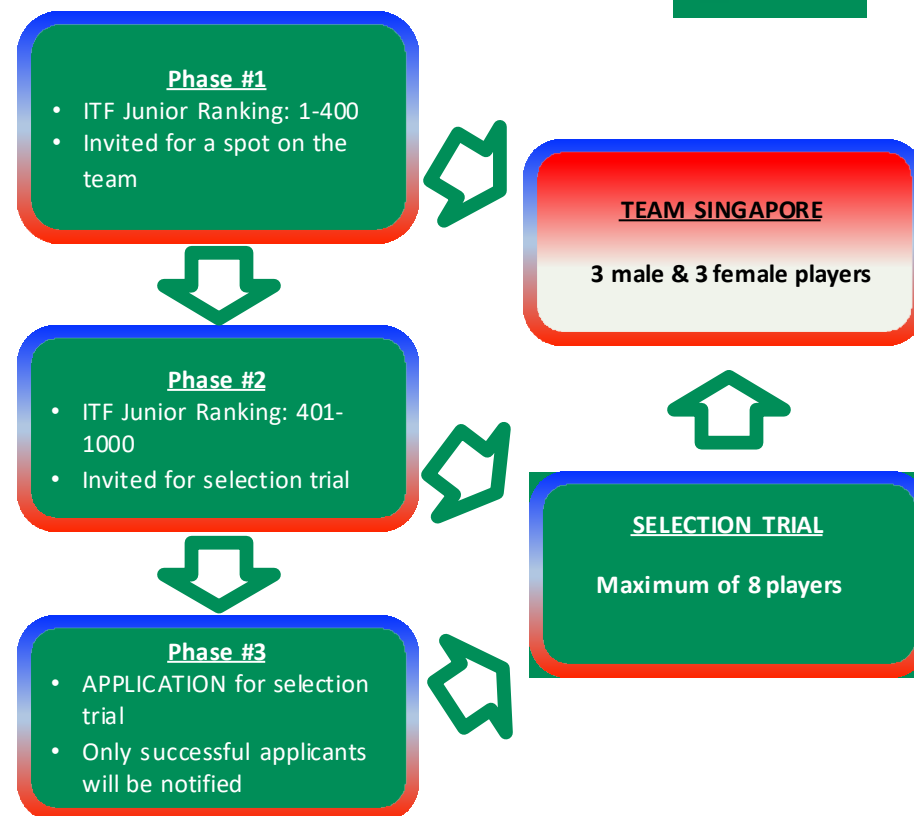 Phase #1
• ITF Junior Ranking: 1-400
• Invited for a spot on the
team
TEAM SINGAPORE
3 male & 3 female players
Phase #2
• ITF Junior Ranking: 401-
1000
• Invited for selection trial
SELECTION TRIAL
Maximum of 8 players
Phase #3
• APPLICATION for selection
trial
• Only successful applicants
will be notified